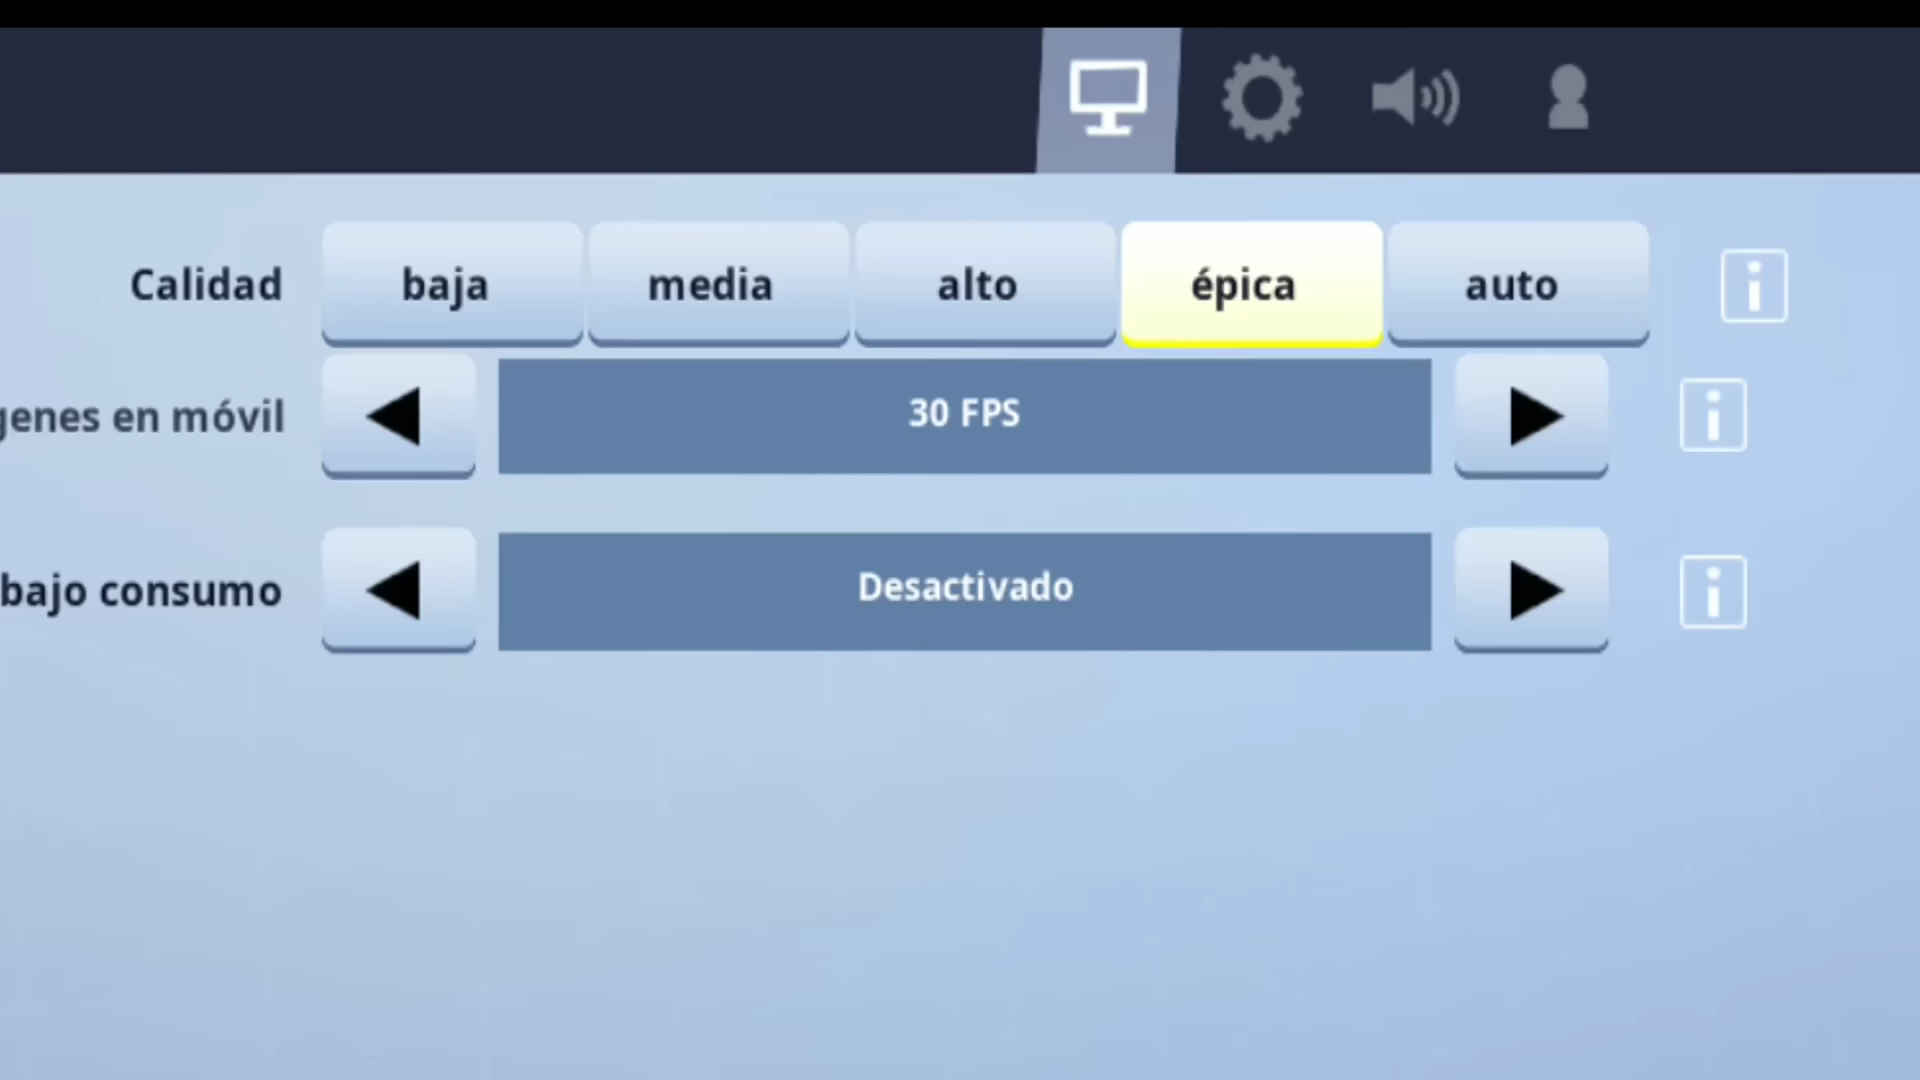 Calidad baja media alto épica auto
genes en móvil 30 FPS
bajo consumo Desactivado